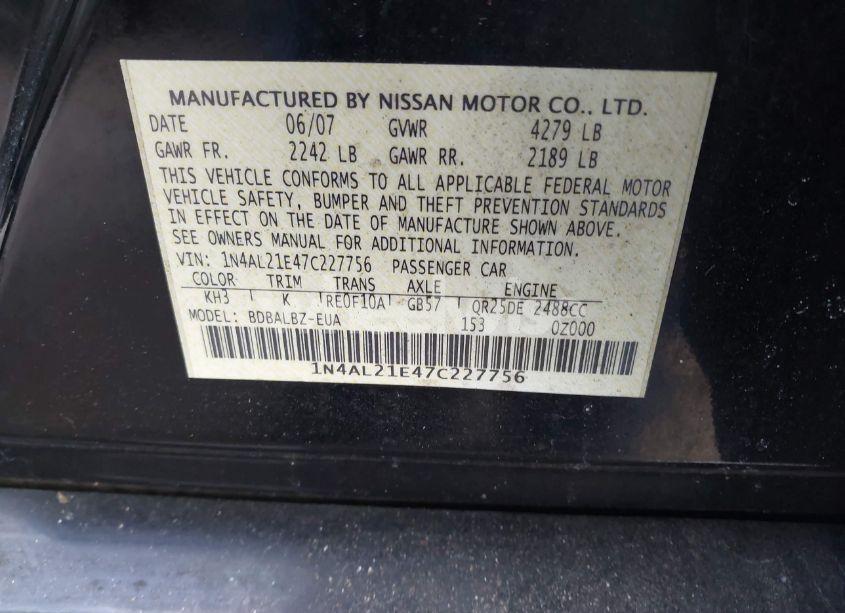 MANUFACTURED BY NISSAN MOTOR CO., LTD.
DATE 06/07 GVWR 4279 LB
GAWR FR. 2242 LB GAWR RR. 2189 LB
THIS VEHICLE CONFORMS TO ALL APPLICABLE FEDERAL MOTOR
VEHICLE SAFETY, BUMPER AND THEFT PREVENTION STANDARDS
IN EFFECT ON THE DATE OF MANUFACTURE SHOWN ABOVE.
SEE OWNERS MANUAL FOR ADDITIONAL INFORMATION.
VIN: 1N4AL21E47C227756 PASSENGER CAR
COLOR TRIM TRANS AXLE ENGINE
KH3 K RE0F10A GB57 QR25DE 2488CC
MODEL: BDBALBZ-EUA 153 0Z000
1N4AL21E47C227756